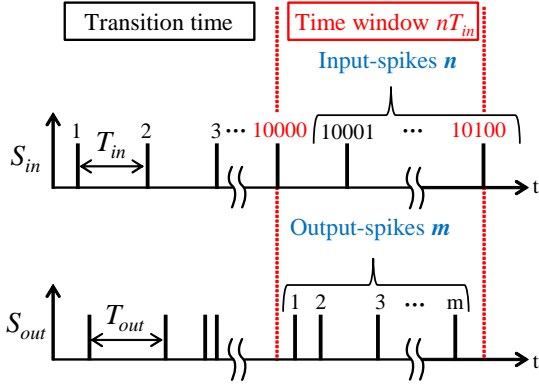 Transition time
Time window nT_in
Input-spikes n
1 2 3 ··· 10000 10001 ··· 10100
T_in
S_in
t
Output-spikes m
1 2 3 ··· m
T_out
S_out
t